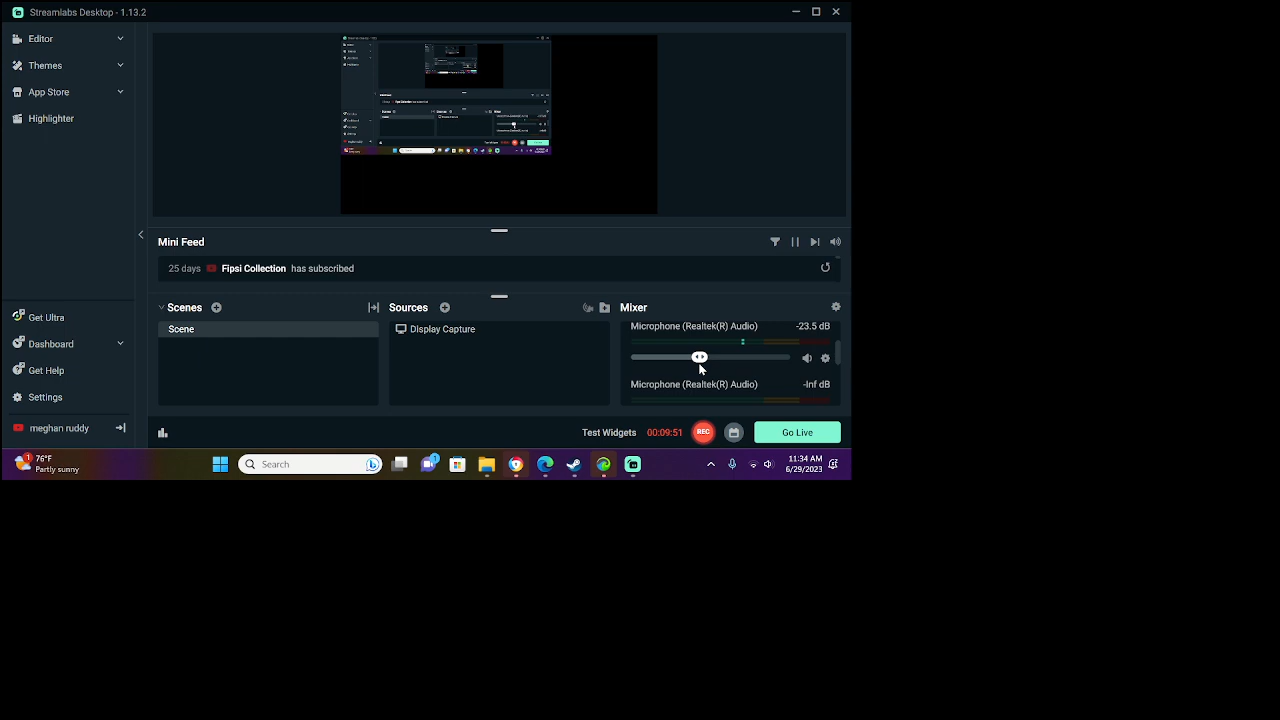 Streamlabs Desktop - 1.13.2
Editor
Themes
App Store
Highlighter
Mini Feed
25 days Fipsi Collection has subscribed
Get Ultra
Dashboard
Get Help
Settings
meghan ruddy
Scenes
Scene
Sources
Display Capture
Mixer
Microphone (Realtek(R) Audio) -23.5 dB
Microphone (Realtek(R) Audio) -Inf dB
Test Widgets 00:09:51 REC Go Live
1 76°F
Partly sunny
Search
1
11:34 AM
6/29/2023